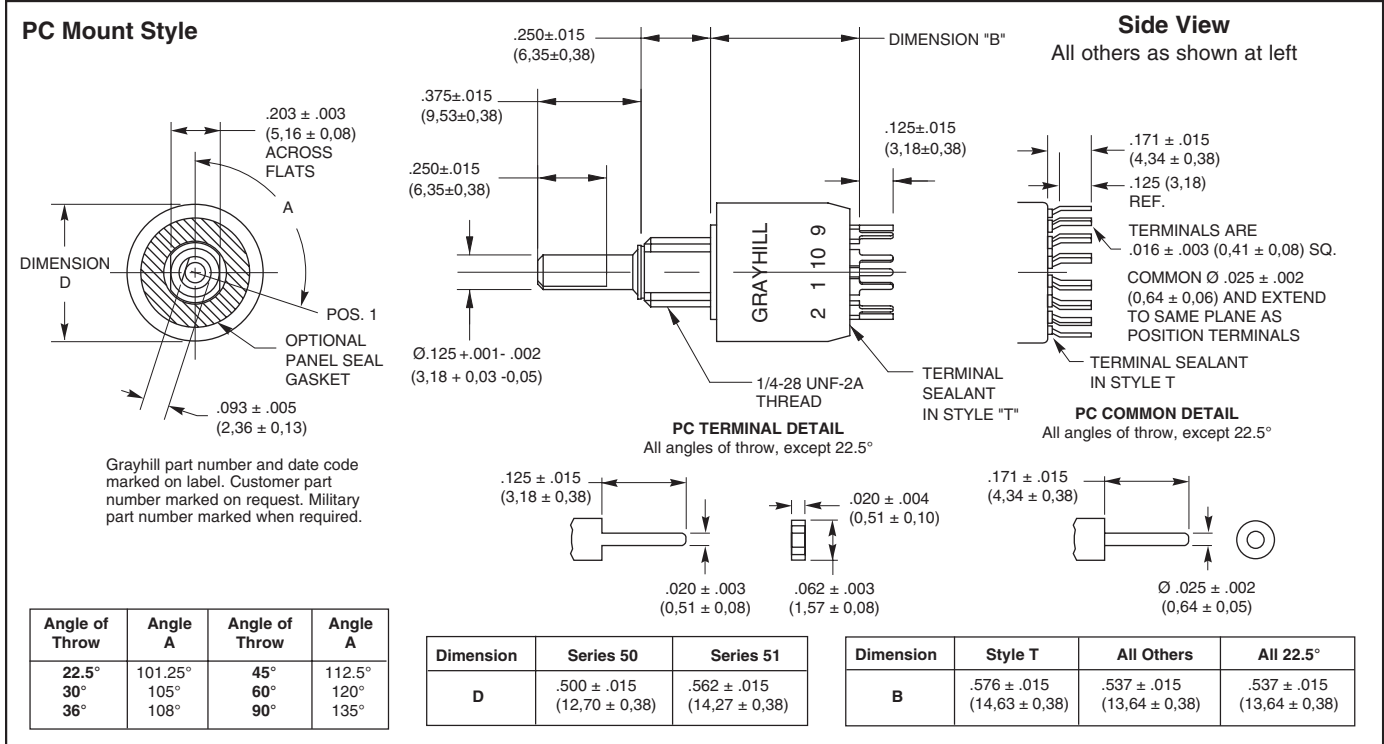 PC Mount Style
Side View
All others as shown at left
.203 ± .003
(5,16 ± 0,08)
ACROSS
FLATS
A
DIMENSION
D
POS. 1
OPTIONAL
PANEL SEAL
GASKET
.093 ± .005
(2,36 ± 0,13)
Grayhill part number and date code
marked on label. Customer part
number marked on request. Military
part number marked when required.
.250±.015
(6,35±0,38)
DIMENSION "B"
.375±.015
(9,53±0,38)
.125±.015
(3,18±0,38)
.250±.015
(6,35±0,38)
GRAYHILL
2 1 10 9
Ø.125 +.001- .002
(3,18 + 0,03 -0,05)
1/4-28 UNF-2A
THREAD
TERMINAL
SEALANT
IN STYLE "T"
.171 ± .015
(4,34 ± 0,38)
.125 (3,18)
REF.
TERMINALS ARE
.016 ± .003 (0,41 ± 0,08) SQ.
COMMON Ø .025 ± .002
(0,64 ± 0,06) AND EXTEND
TO SAME PLANE AS
POSITION TERMINALS
TERMINAL SEALANT
IN STYLE T
PC TERMINAL DETAIL
All angles of throw, except 22.5°
.125 ± .015
(3,18 ± 0,38)
.020 ± .004
(0,51 ± 0,10)
.020 ± .003
(0,51 ± 0,08)
.062 ± .003
(1,57 ± 0,08)
PC COMMON DETAIL
All angles of throw, except 22.5°
.171 ± .015
(4,34 ± 0,38)
Ø .025 ± .002
(0,64 ± 0,05)
Angle of Throw Angle A Angle of Throw Angle A
22.5° 101.25° 45° 112.5°
30° 105° 60° 120°
36° 108° 90° 135°
Dimension Series 50 Series 51
D .500 ± .015 .562 ± .015
(12,70 ± 0,38) (14,27 ± 0,38)
Dimension Style T All Others All 22.5°
B .576 ± .015 .537 ± .015 .537 ± .015
(14,63 ± 0,38) (13,64 ± 0,38) (13,64 ± 0,38)